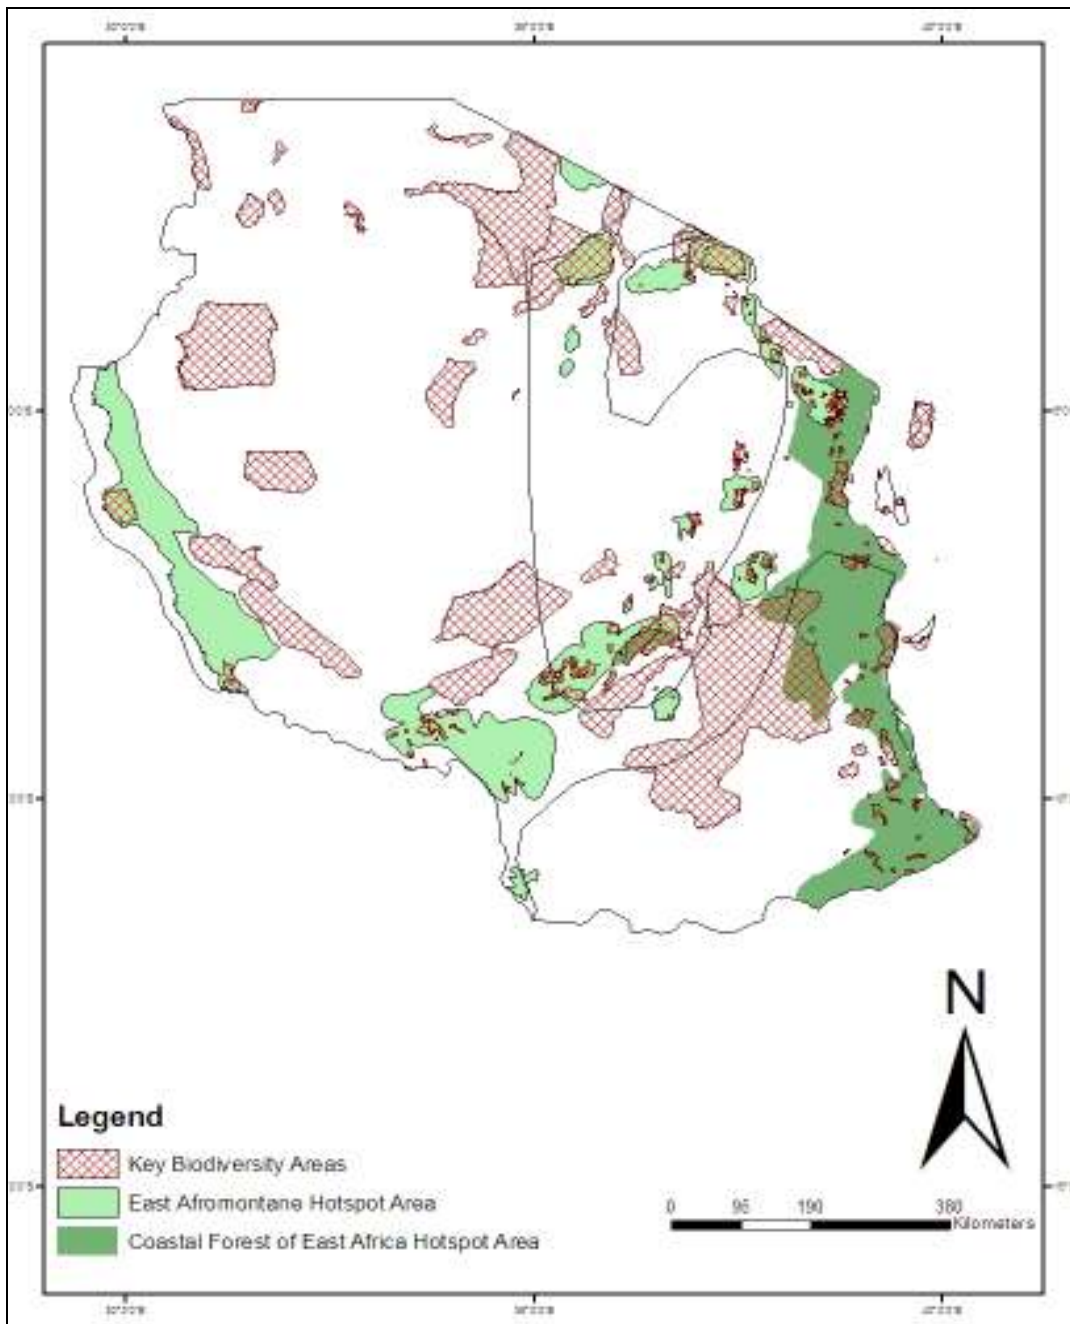 N
Legend
Key Biodiversity Areas
East Afromontane Hotspot Area
Coastal Forest of East Africa Hotspot Area
0 95 190 380
Kilometers